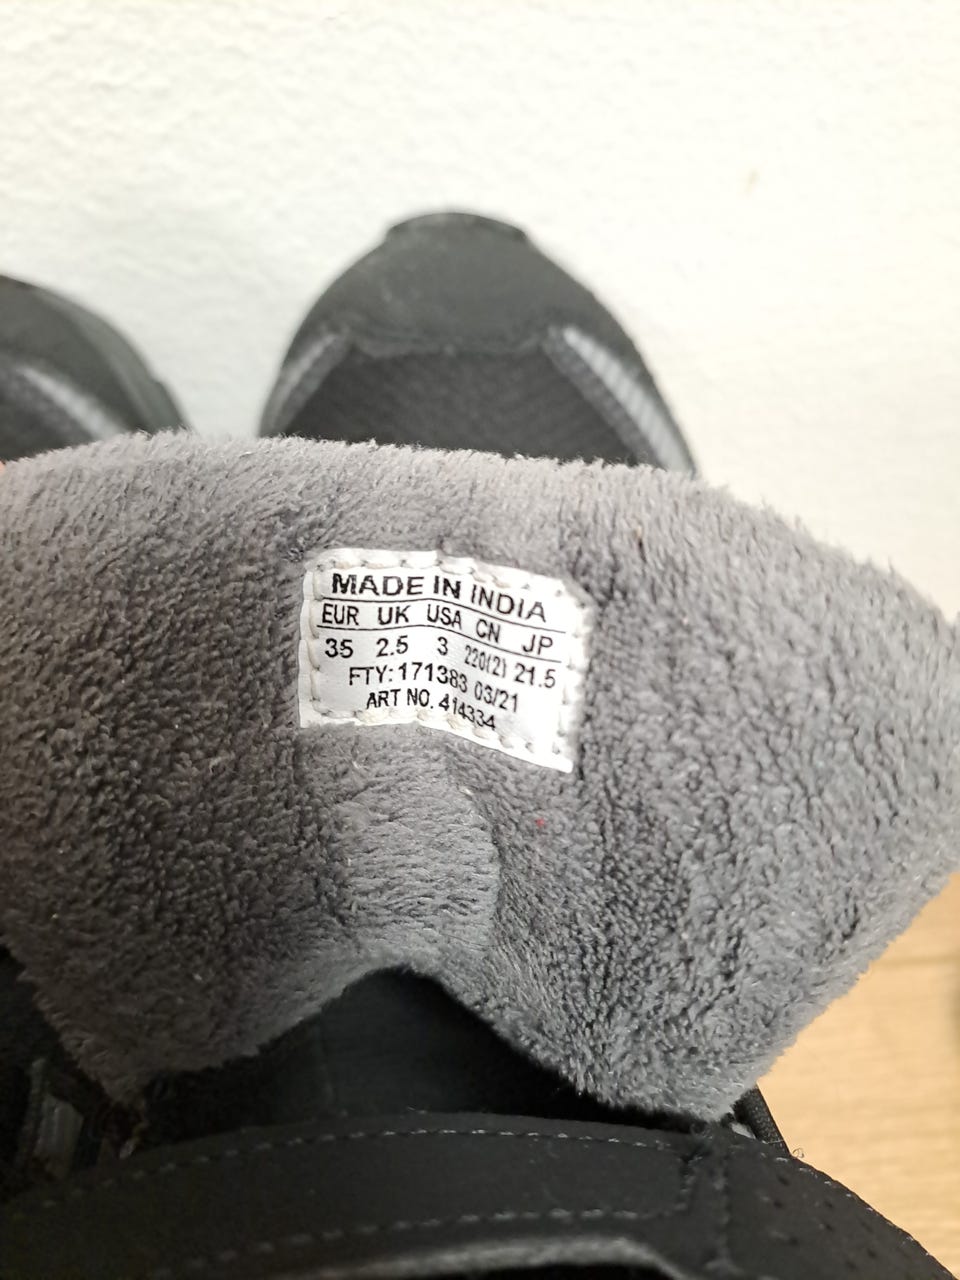 MADE IN INDIA
EUR UK USA CN JP
35 2.5 3 220(2) 21.5
FTY: 171383 03/21
ART NO. 414334